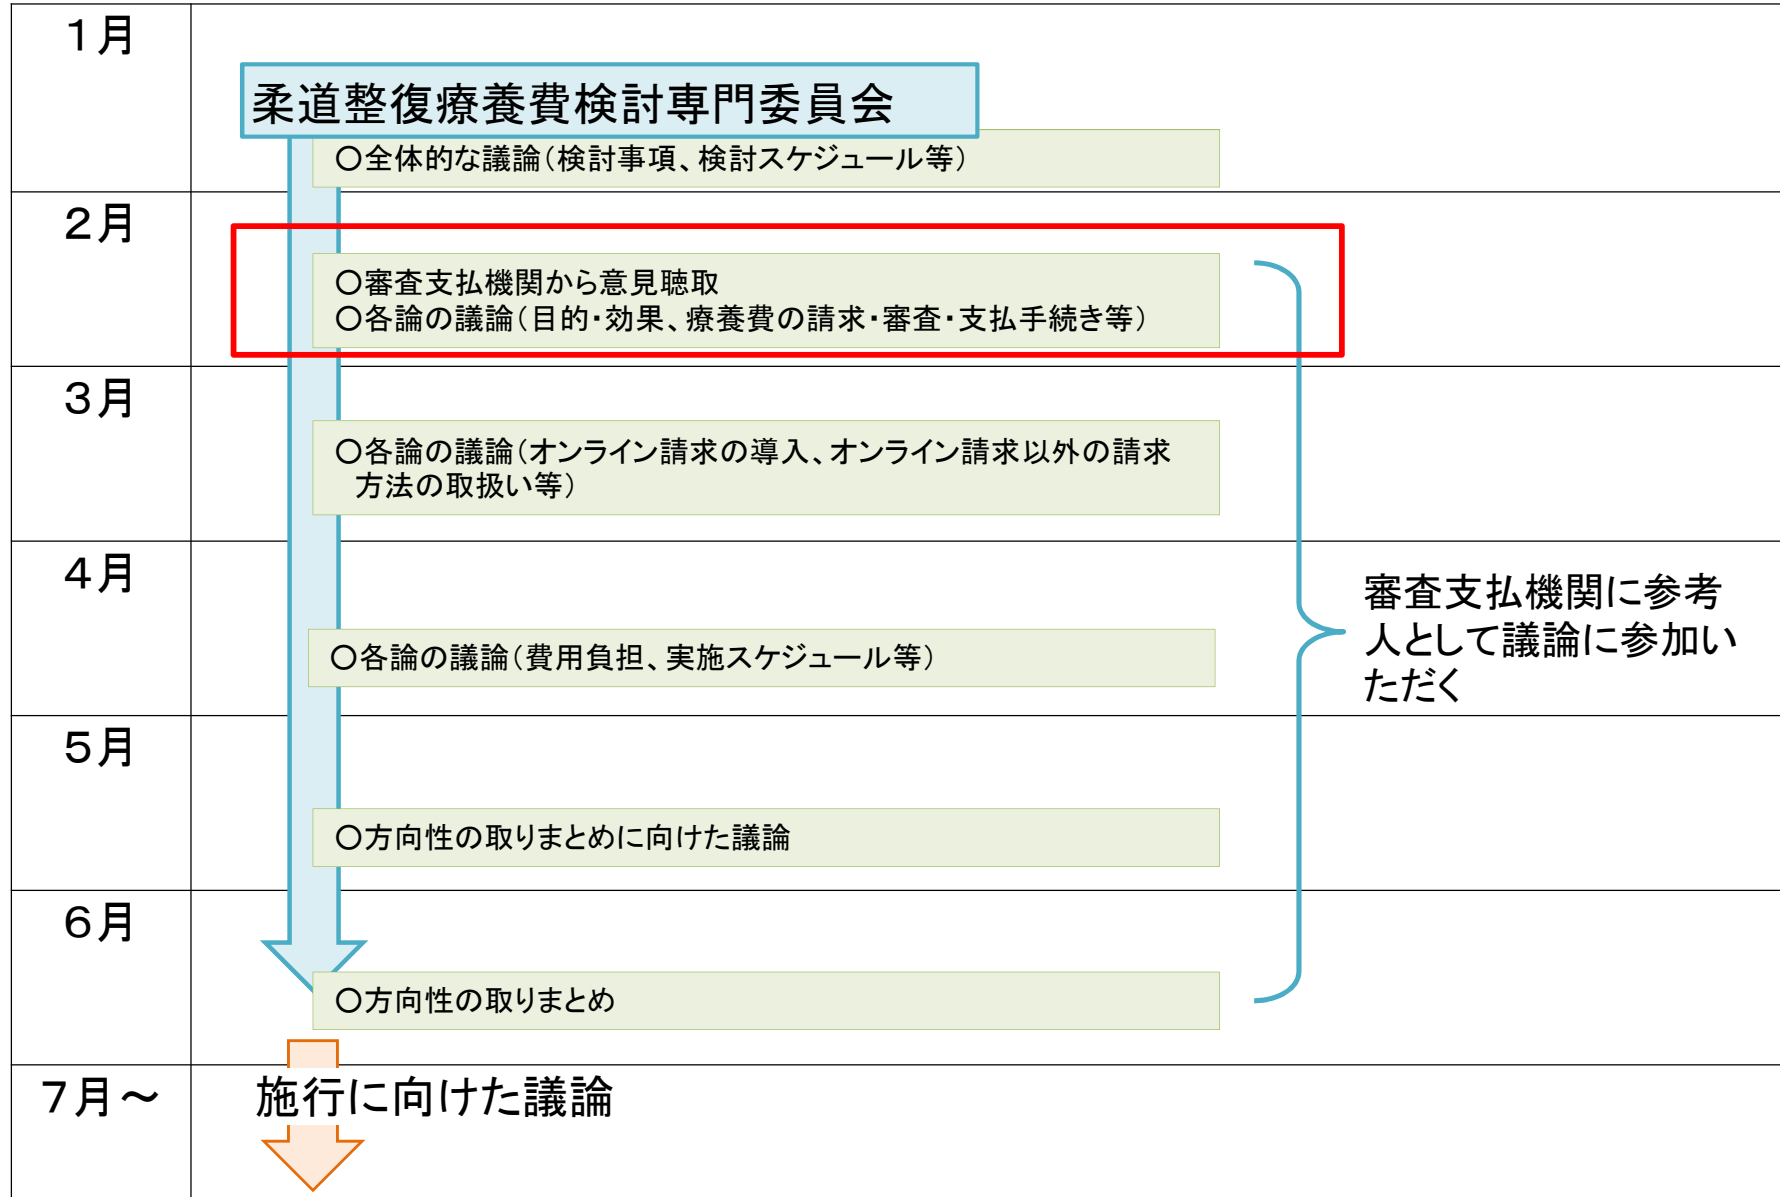 1月
柔道整復療養費検討専門委員会
〇全体的な議論(検討事項、検討スケジュール等)
2月
〇審査支払機関から意見聴取
〇各論の議論(目的・効果、療養費の請求・審査・支払手続き等)
3月
〇各論の議論(オンライン請求の導入、オンライン請求以外の請求
方法の取扱い等)
4月
〇各論の議論(費用負担、実施スケジュール等)
審査支払機関に参考
人として議論に参加い
ただく
5月
〇方向性の取りまとめに向けた議論
6月
〇方向性の取りまとめ
7月～
施行に向けた議論